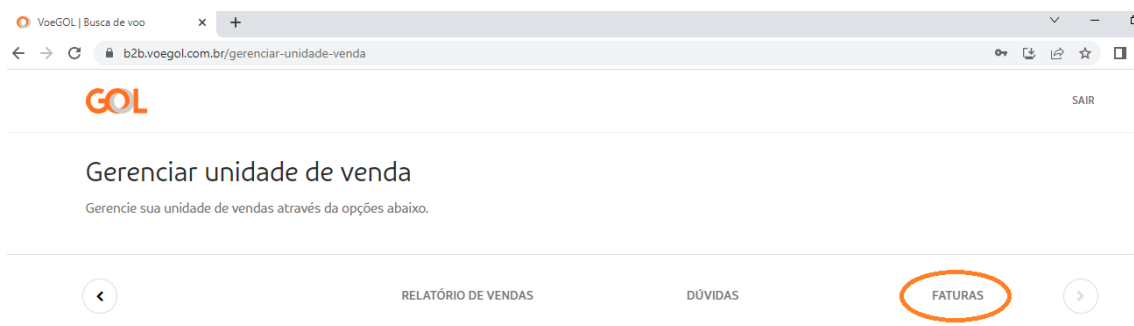 VoeGOL | Busca de voo
b2b.voegol.com.br/gerenciar-unidade-venda
GOL
SAIR
Gerenciar unidade de venda
Gerencie sua unidade de vendas através da opções abaixo.
RELATÓRIO DE VENDAS DÚVIDAS FATURAS